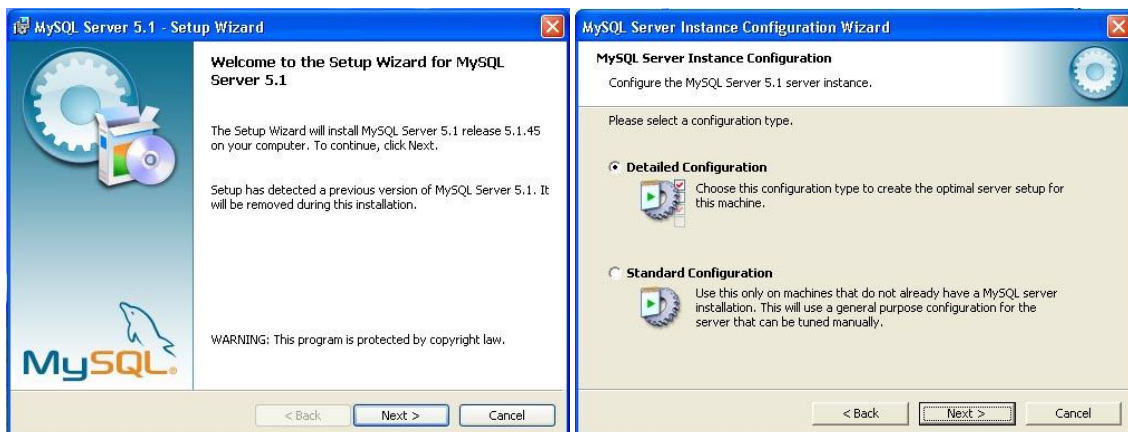 MySQL Server 5.1 - Setup Wizard
Welcome to the Setup Wizard for MySQL
Server 5.1
The Setup Wizard will install MySQL Server 5.1 release 5.1.45
on your computer. To continue, click Next.
Setup has detected a previous version of MySQL Server 5.1. It
will be removed during this installation.
WARNING: This program is protected by copyright law.
MySQL®
< Back
Next >
Cancel
MySQL Server Instance Configuration Wizard
MySQL Server Instance Configuration
Configure the MySQL Server 5.1 server instance.
Please select a configuration type.
Detailed Configuration
Choose this configuration type to create the optimal server setup for
this machine.
Standard Configuration
Use this only on machines that do not already have a MySQL server
installation. This will use a general purpose configuration for the
server that can be tuned manually.
< Back
Next >
Cancel